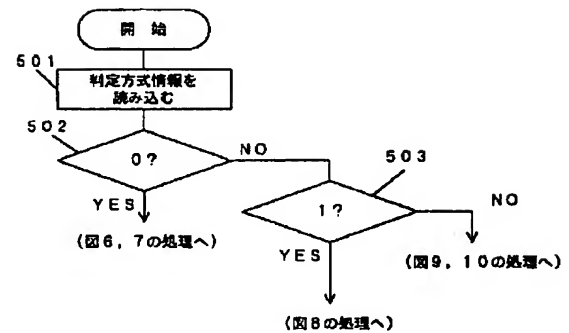 開 始
501
判定方式情報を
読み込む
502
0?
NO
503
YES
1?
NO
(図6,7の処理へ)
YES
(図9,10の処理へ)
(図8の処理へ)